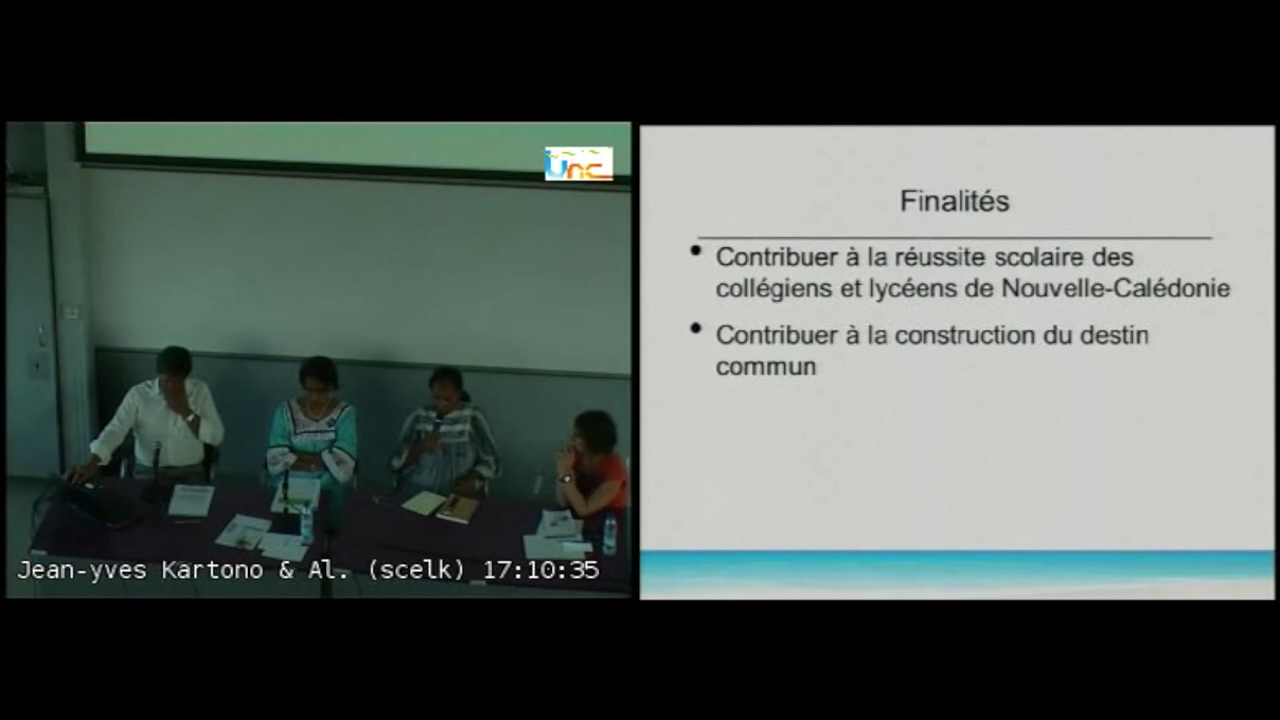 Unc
Jean-yves Kartono & Al. (scelk) 17:10:35
Finalités
• Contribuer à la réussite scolaire des
collégiens et lycéens de Nouvelle-Calédonie
• Contribuer à la construction du destin
commun